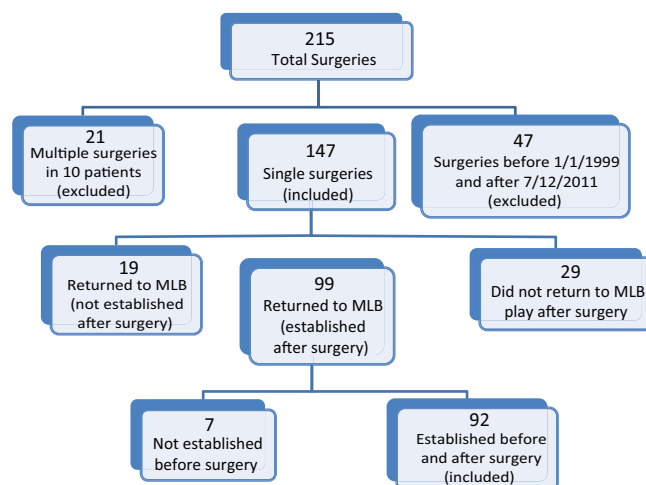 215
Total Surgeries
21
Multiple surgeries
in 10 patients
(excluded)
147
Single surgeries
(included)
47
Surgeries before 1/1/1999
and after 7/12/2011
(excluded)
19
Returned to MLB
(not established
after surgery)
99
Returned to MLB
(established
after surgery)
29
Did not return to MLB
play after surgery
7
Not established
before surgery
92
Established before
and after surgery
(included)